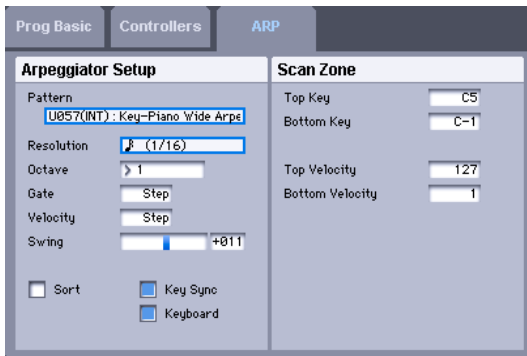 Prog Basic Controllers ARP
Arpeggiator Setup
Pattern
U057(INT) : Key-Piano Wide Arpe
Resolution (1/16)
Octave 1
Gate Step
Velocity Step
Swing +011
Sort Key Sync
Keyboard
Scan Zone
Top Key C5
Bottom Key C-1
Top Velocity 127
Bottom Velocity 1